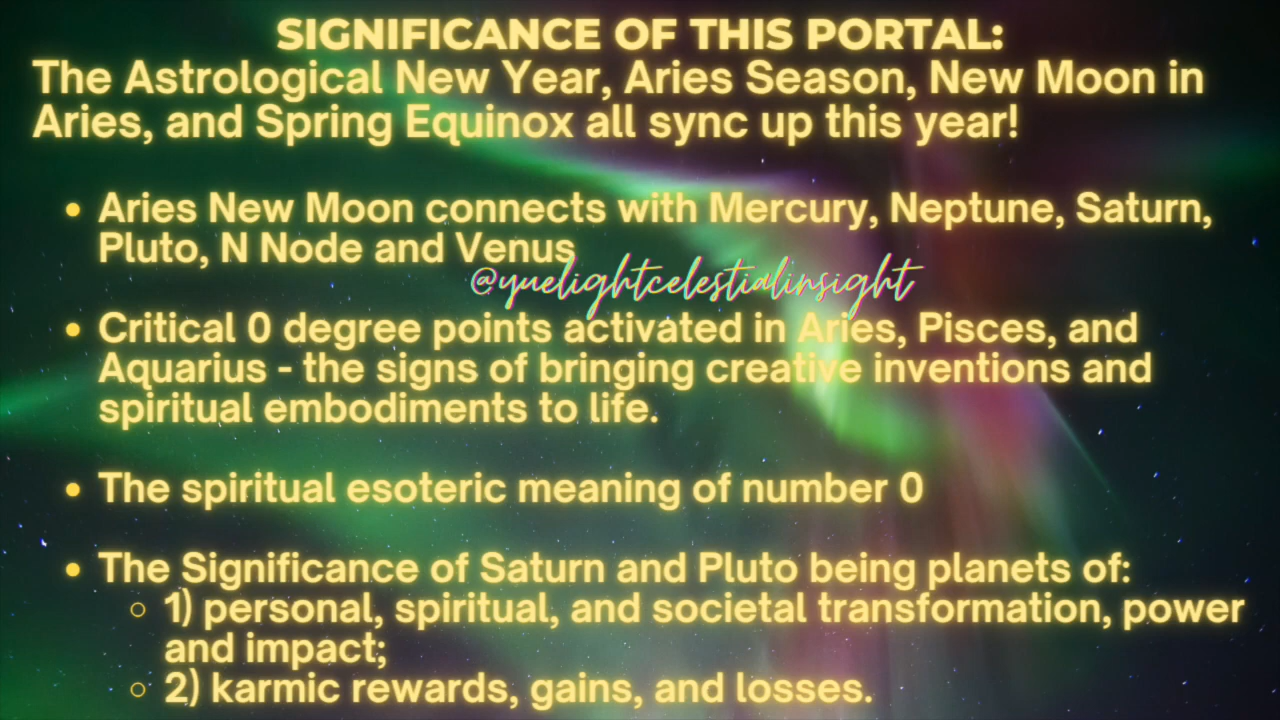 SIGNIFICANCE OF THIS PORTAL:
The Astrological New Year, Aries Season, New Moon in
Aries, and Spring Equinox all sync up this year!
• Aries New Moon connects with Mercury, Neptune, Saturn,
Pluto, N Node and Venus
@yuelightcelestialinsight
• Critical 0 degree points activated in Aries, Pisces, and
Aquarius - the signs of bringing creative inventions and
spiritual embodiments to life.
• The spiritual esoteric meaning of number 0
• The Significance of Saturn and Pluto being planets of:
○ 1) personal, spiritual, and societal transformation, power
and impact;
○ 2) karmic rewards, gains, and losses.